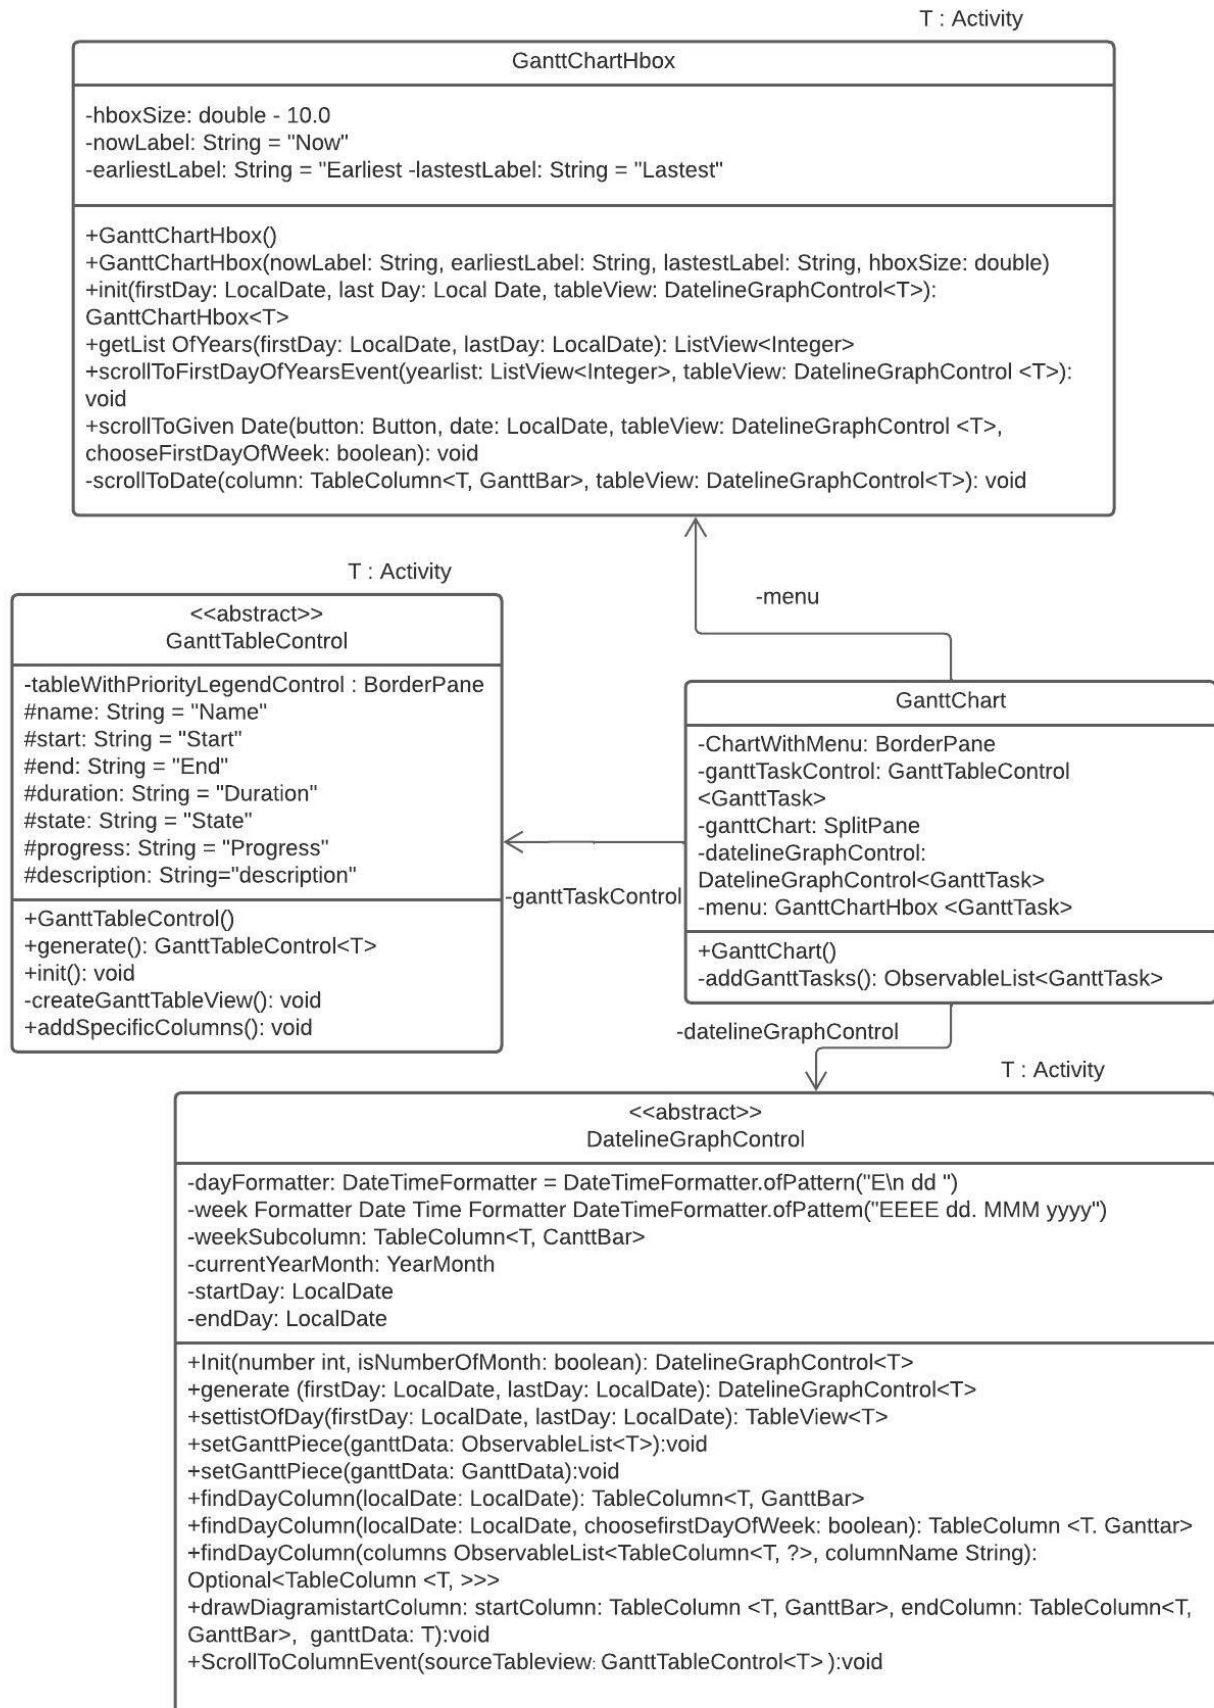 T : Activity
GanttChartHbox
-hboxSize: double - 10.0
-nowLabel: String = "Now"
-earliestLabel: String = "Earliest -lastestLabel: String = "Lastest"
+GanttChartHbox()
+GanttChartHbox(nowLabel: String, earliestLabel: String, lastestLabel: String, hboxSize: double)
+init(firstDay: LocalDate, last Day: Local Date, tableView: DatelineGraphControl<T>):
GanttChartHbox<T>
+getList OfYears(firstDay: LocalDate, lastDay: LocalDate): ListView<Integer>
+scrollToFirstDayOfYearsEvent(yearlist: ListView<Integer>, tableView: DatelineGraphControl <T>):
void
+scrollToGiven Date(button: Button, date: LocalDate, tableView: DatelineGraphControl <T>,
chooseFirstDayOfWeek: boolean): void
-scrollToDate(column: TableColumn<T, GanttBar>, tableView: DatelineGraphControl<T>): void
-menu
T : Activity
<<abstract>>
GanttTableControl
-tableWithPriorityLegendControl : BorderPane
#name: String = "Name"
#start: String = "Start"
#end: String = "End"
#duration: String = "Duration"
#state: String = "State"
#progress: String = "Progress"
#description: String="description"
+GanttTableControl()
+generate(): GanttTableControl<T>
+init(): void
-createGanttTableView(): void
+addSpecificColumns(): void
-ganttTaskControl
GanttChart
-ChartWithMenu: BorderPane
-ganttTaskControl: GanttTableControl
<GanttTask>
-ganttChart: SplitPane
-datelineGraphControl:
DatelineGraphControl<GanttTask>
-menu: GanttChartHbox <GanttTask>
+GanttChart()
-addGanttTasks(): ObservableList<GanttTask>
-datelineGraphControl
T : Activity
<<abstract>>
DatelineGraphControl
-dayFormatter: DateTimeFormatter = DateTimeFormatter.ofPattern("E\n dd ")
-week Formatter Date Time Formatter DateTimeFormatter.ofPattem("EEEE dd. MMM yyyy")
-weekSubcolumn: TableColumn<T, CanttBar>
-currentYearMonth: YearMonth
-startDay: LocalDate
-endDay: LocalDate
+Init(number int, isNumberOfMonth: boolean): DatelineGraphControl<T>
+generate (firstDay: LocalDate, lastDay: LocalDate): DatelineGraphControl<T>
+settistOfDay(firstDay: LocalDate, lastDay: LocalDate): TableView<T>
+setGanttPiece(ganttData: ObservableList<T>):void
+setGanttPiece(ganttData: GanttData):void
+findDayColumn(localDate: LocalDate): TableColumn<T, GanttBar>
+findDayColumn(localDate: LocalDate, choosefirstDayOfWeek: boolean): TableColumn <T. Ganttar>
+findDayColumn(columns ObservableList<TableColumn<T, ?>, columnName String):
Optional<TableColumn <T, >>>
+drawDiagramistartColumn: startColumn: TableColumn <T, GanttBar>, endColumn: TableColumn<T,
GanttBar>, ganttData: T):void
+ScrollToColumnEvent(sourceTableview: GanttTableControl<T> ):void